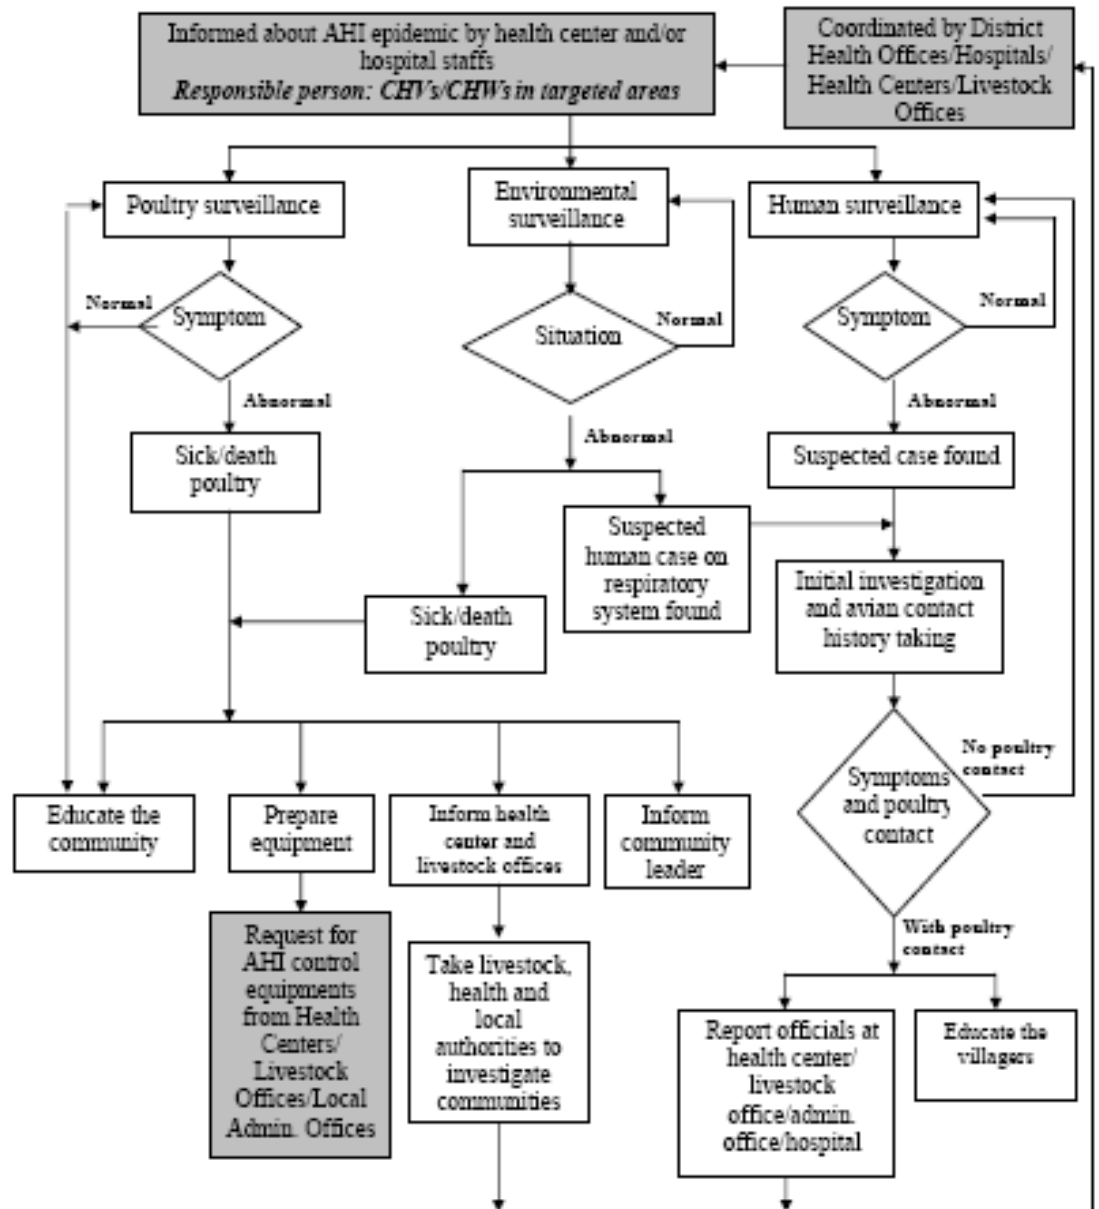 Informed about AHI epidemic by health center and/or
hospital staffs
Responsible person: CHVs/CHWs in targeted areas
Coordinated by District
Health Offices/Hospitals/
Health Centers/Livestock
Offices
Poultry surveillance
Environmental
surveillance
Human surveillance
Normal
Symptom
Situation
Normal
Symptom
Normal
Abnormal
Abnormal
Abnormal
Sick/death
poultry
Suspected case found
Suspected
human case on
respiratory
system found
Sick/death
poultry
Initial investigation
and avian contact
history taking
No poultry
contact
Symptoms
and poultry
contact
Educate the
community
Prepare
equipment
Inform health
center and
livestock offices
Inform
community
leader
With poultry
contact
Request for
AHI control
equipments
from Health
Centers/
Livestock
Offices/Local
Admin. Offices
Take livestock,
health and
local
authorities to
investigate
communities
Report officials at
health center/
livestock
office/admin.
office/hospital
Educate the
villagers